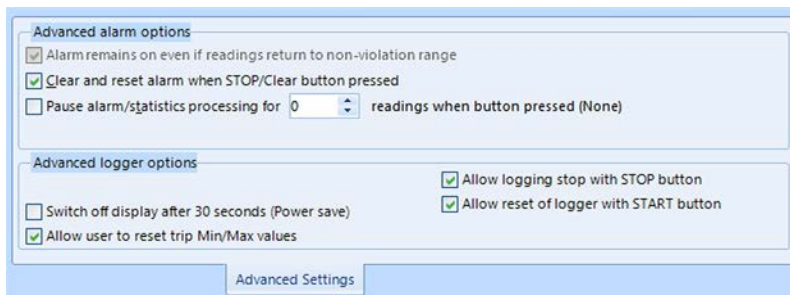 Advanced alarm options
Alarm remains on even if readings return to non-violation range
Clear and reset alarm when STOP/Clear button pressed
Pause alarm/statistics processing for 0 readings when button pressed (None)
Advanced logger options
Allow logging stop with STOP button
Switch off display after 30 seconds (Power save)
Allow reset of logger with START button
Allow user to reset trip Min/Max values
Advanced Settings